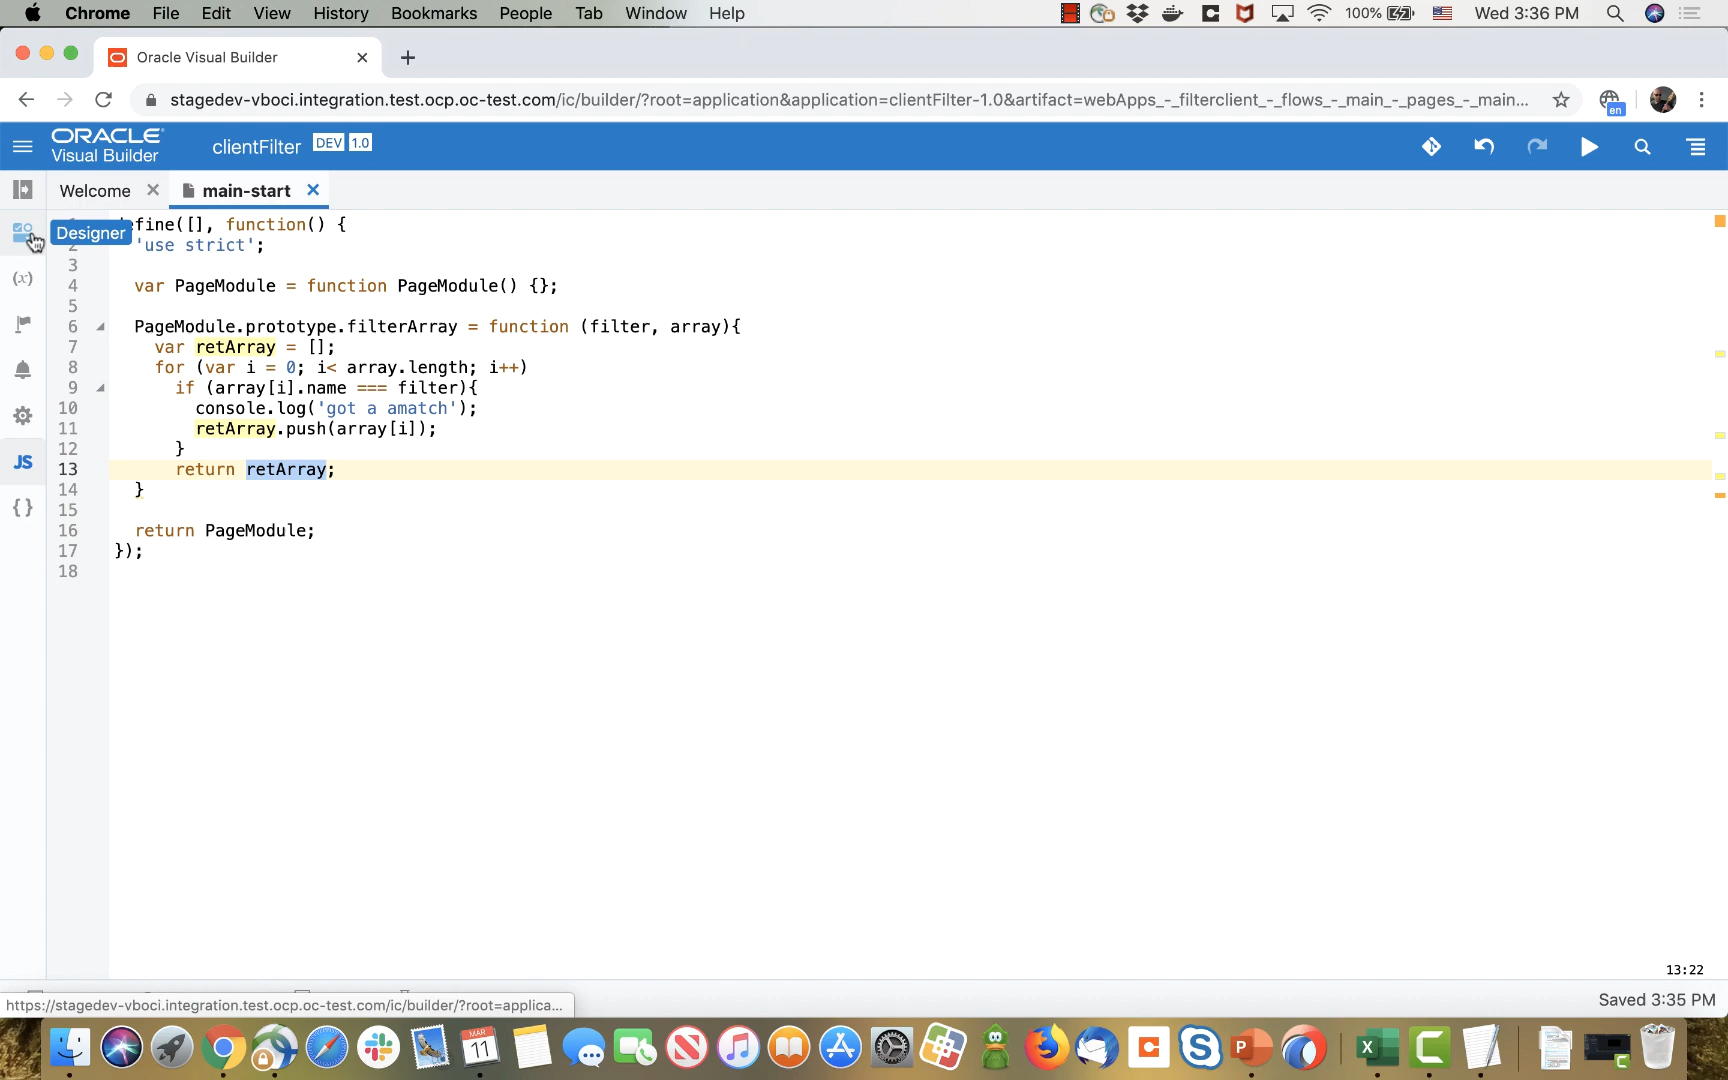 Chrome File Edit View History Bookmarks People Tab Window Help 100% Wed 3:36 PM
Oracle Visual Builder
stagedev-vboci.integration.test.ocp.oc-test.com/ic/builder/?root=application&application=clientFilter-1.0&artifact=webApps_-_filterclient_-_flows_-_main_-_pages_-_main...
en
ORACLE
Visual Builder
clientFilter DEV 1.0
Welcome main-start
Designer
fine([], function() {
2 'use strict';
3
4 var PageModule = function PageModule() {};
5
6 PageModule.prototype.filterArray = function (filter, array){
7 var retArray = [];
8 for (var i = 0; i< array.length; i++)
9 if (array[i].name === filter){
10 console.log('got a amatch');
11 retArray.push(array[i]);
12 }
13 return retArray;
14 }
15
16 return PageModule;
17 });
18
(x)
JS
{ }
13:22
https://stagedev-vboci.integration.test.ocp.oc-test.com/ic/builder/?root=applica...
Saved 3:35 PM
MAR
11